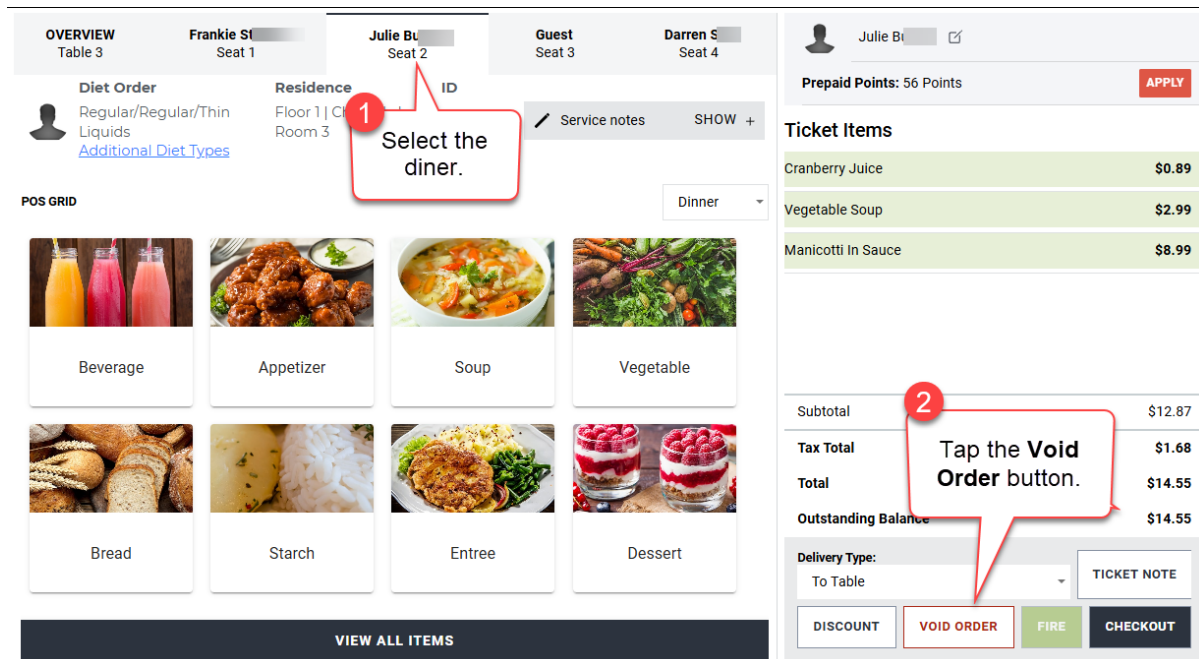 OVERVIEW
Table 3
Frankie St
Seat 1
Julie Bu
Seat 2
Guest
Seat 3
Darren S
Seat 4
Diet Order
Regular/Regular/Thin
Liquids
Additional Diet Types
Residence
Floor 1 |
Room 3
ID
Service notes SHOW +
1
Select the
diner.
POS GRID
Dinner
Beverage
Appetizer
Soup
Vegetable
Bread
Starch
Entree
Dessert
VIEW ALL ITEMS
Julie B
Prepaid Points: 56 Points
APPLY
Ticket Items
Cranberry Juice $0.89
Vegetable Soup $2.99
Manicotti In Sauce $8.99
Subtotal $12.87
Tax Total $1.68
Total $14.55
Outstanding Balance $14.55
2
Tap the Void
Order button.
Delivery Type:
To Table
TICKET NOTE
DISCOUNT
VOID ORDER
FIRE
CHECKOUT